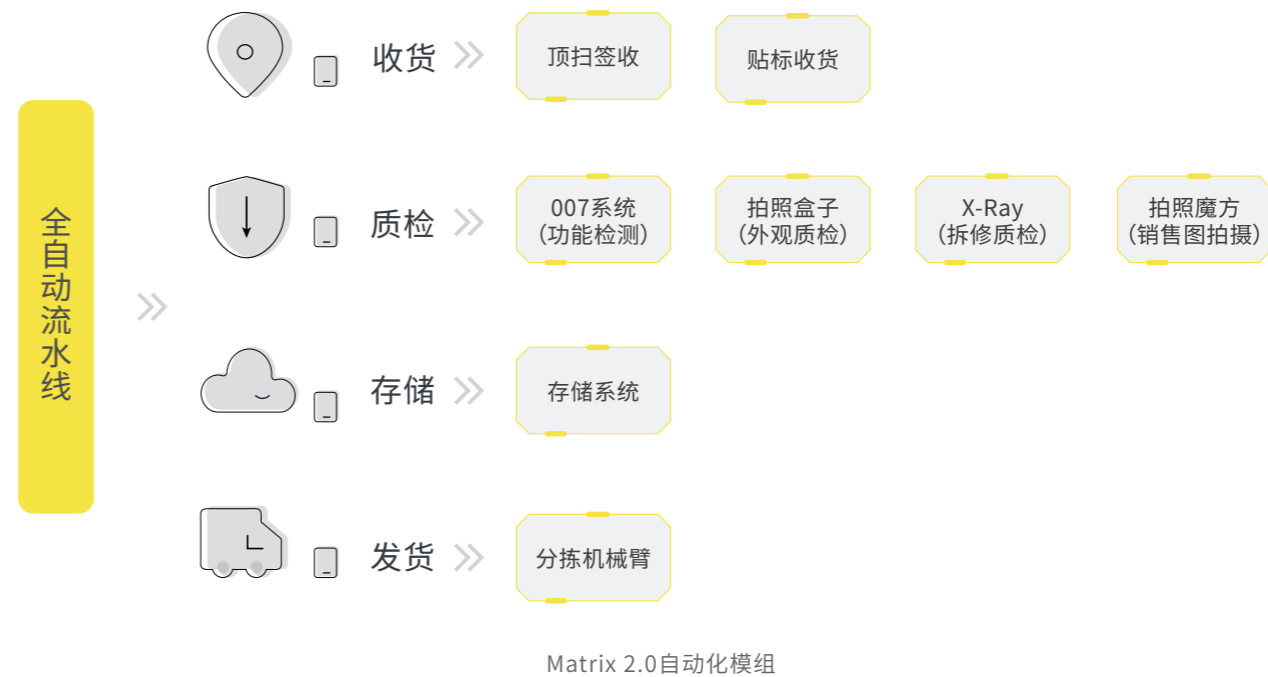 全自动流水线
收货
顶扫签收
贴标收货
质检
007系统
(功能检测)
拍照盒子
(外观质检)
X-Ray
(拆修质检)
拍照魔方
(销售图拍摄)
存储
存储系统
发货
分拣机械臂
Matrix 2.0自动化模组